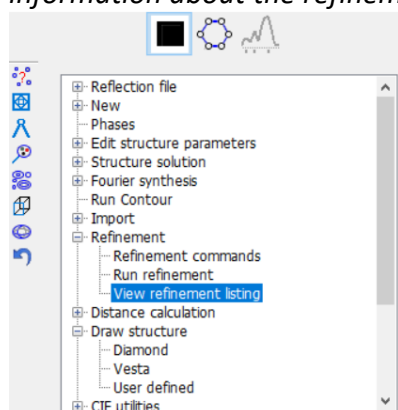 information about the refinem
Reflection file
New
Phases
Edit structure parameters
Structure solution
Fourier synthesis
Run Contour
Import
Refinement
Refinement commands
Run refinement
View refinement listing
Distance calculation
Draw structure
Diamond
Vesta
User defined
CIF utilities